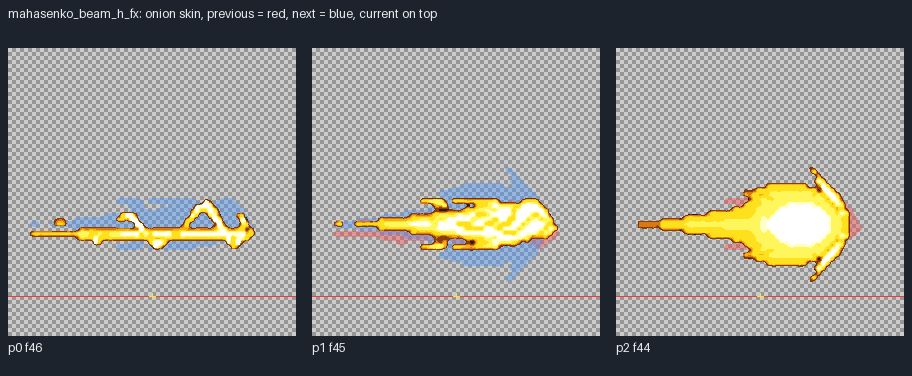 mahasenko_beam_h_fx: onion skin, previous = red, next = blue, current on top
p0 f46
p1 f45
p2 f44